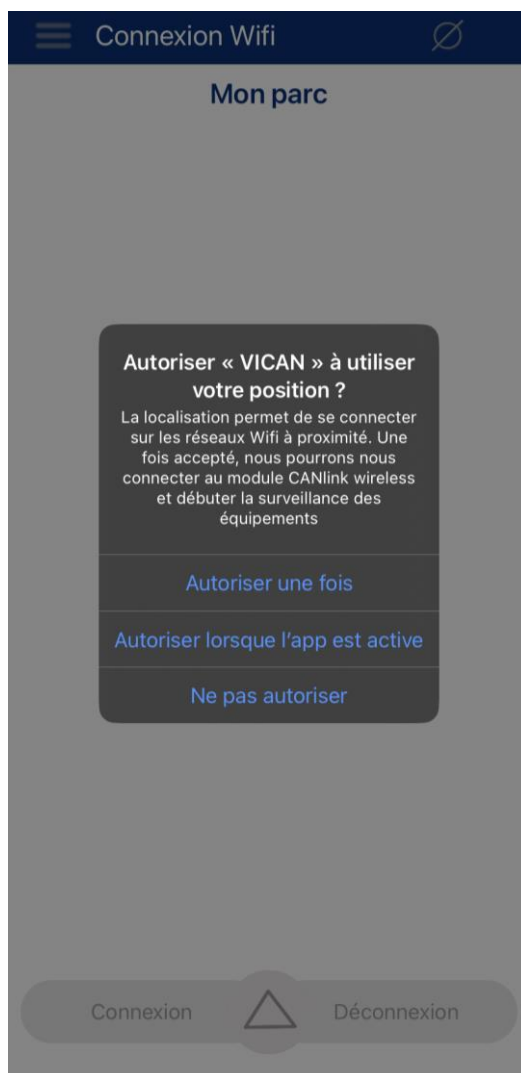 Connexion Wifi
Mon parc
Autoriser « VICAN » à utiliser
votre position ?
La localisation permet de se connecter
sur les réseaux Wifi à proximité. Une
fois accepté, nous pourrons nous
connecter au module CANlink wireless
et débuter la surveillance des
équipements
Autoriser une fois
Autoriser lorsque l'app est active
Ne pas autoriser
Connexion
Déconnexion